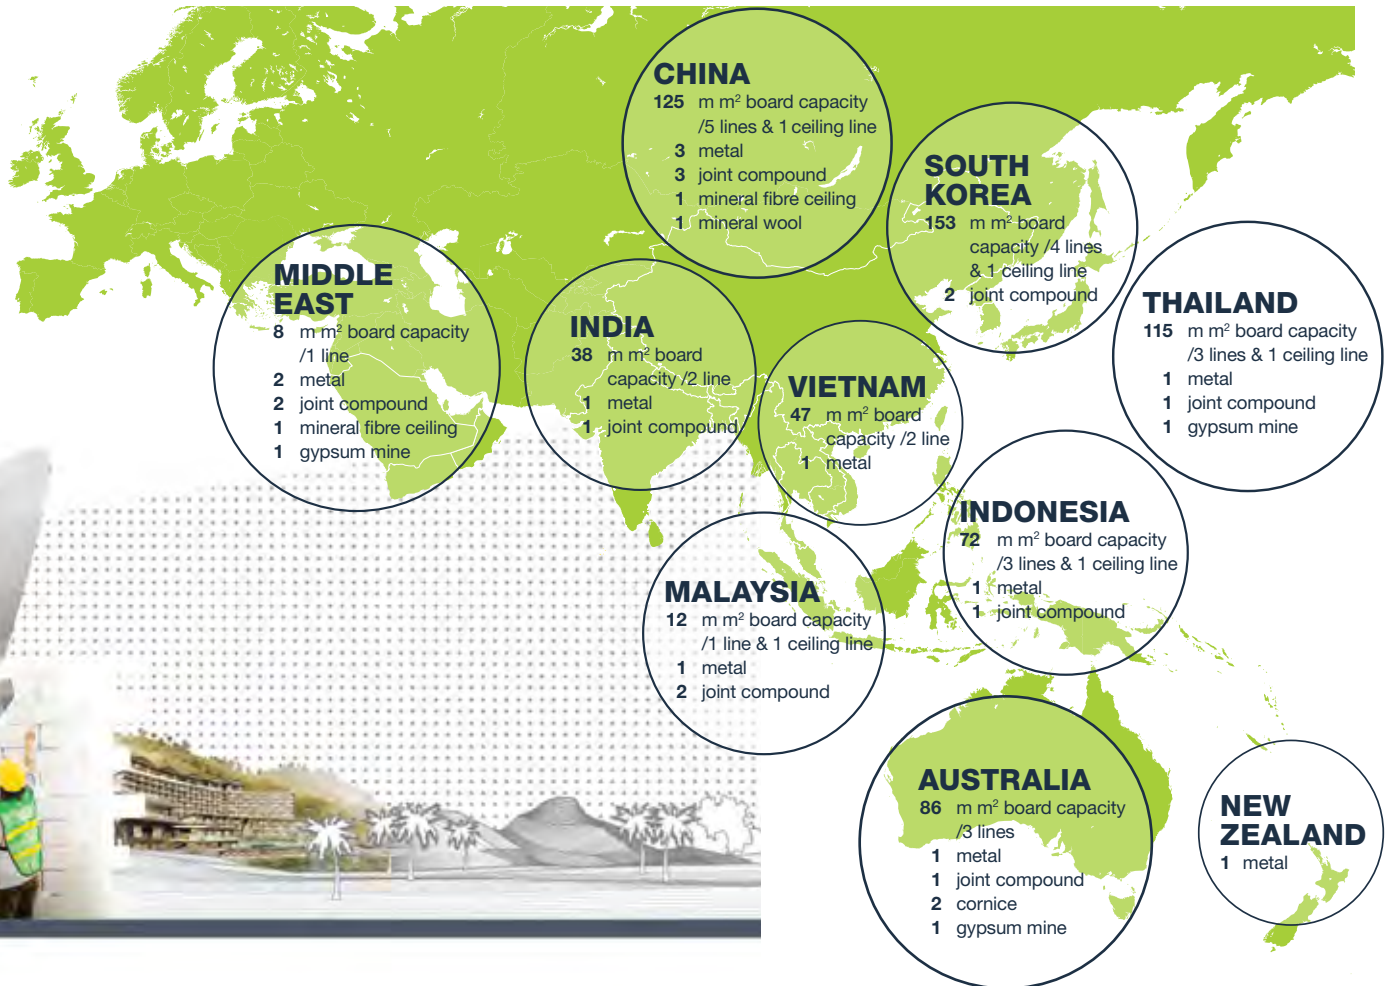 CHINA
125 m m² board capacity
/5 lines & 1 ceiling line
3 metal
3 joint compound
1 mineral fibre ceiling
1 mineral wool
SOUTH
KOREA
153 m m² board
capacity /4 lines
& 1 ceiling line
2 joint compound
MIDDLE
EAST
8 m m² board capacity
/1 line
2 metal
2 joint compound
1 mineral fibre ceiling
1 gypsum mine
INDIA
38 m m² board
capacity /2 line
1 metal
1 joint compound
VIETNAM
47 m m² board
capacity /2 line
1 metal
THAILAND
115 m m² board capacity
/3 lines & 1 ceiling line
1 metal
1 joint compound
1 gypsum mine
INDONESIA
72 m m² board capacity
/3 lines & 1 ceiling line
1 metal
1 joint compound
MALAYSIA
12 m m² board capacity
/1 line & 1 ceiling line
1 metal
2 joint compound
AUSTRALIA
86 m m² board capacity
/3 lines
1 metal
1 joint compound
2 cornice
1 gypsum mine
NEW
ZEALAND
1 metal